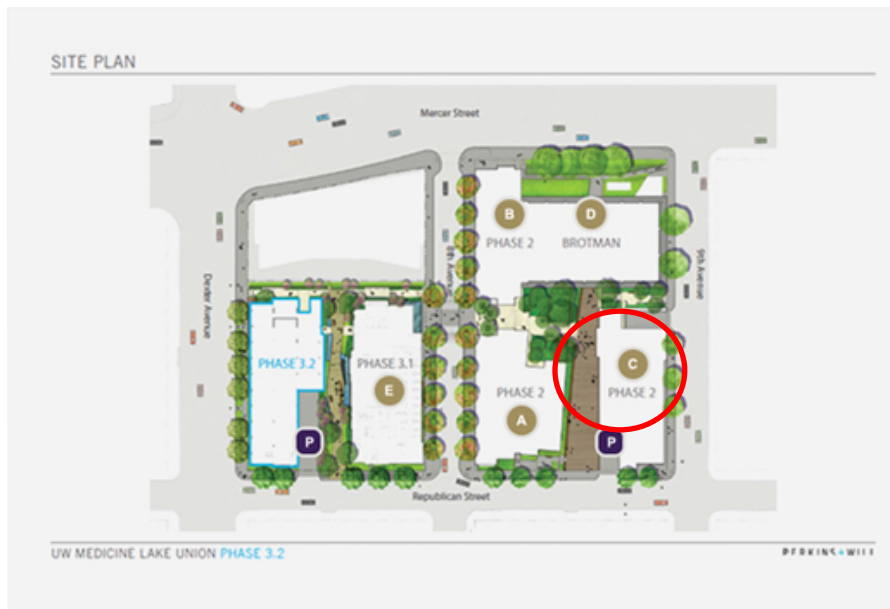 SITE PLAN
Mercer Street
B
D
PHASE 2
BROTMAN
8th Avenue
9th Avenue
Dexter Avenue
PHASE 3.2
PHASE 3.1
E
C
PHASE 2
PHASE 2
A
P
P
Republican Street
UW MEDICINE LAKE UNION PHASE 3.2
PERKINS+WILL